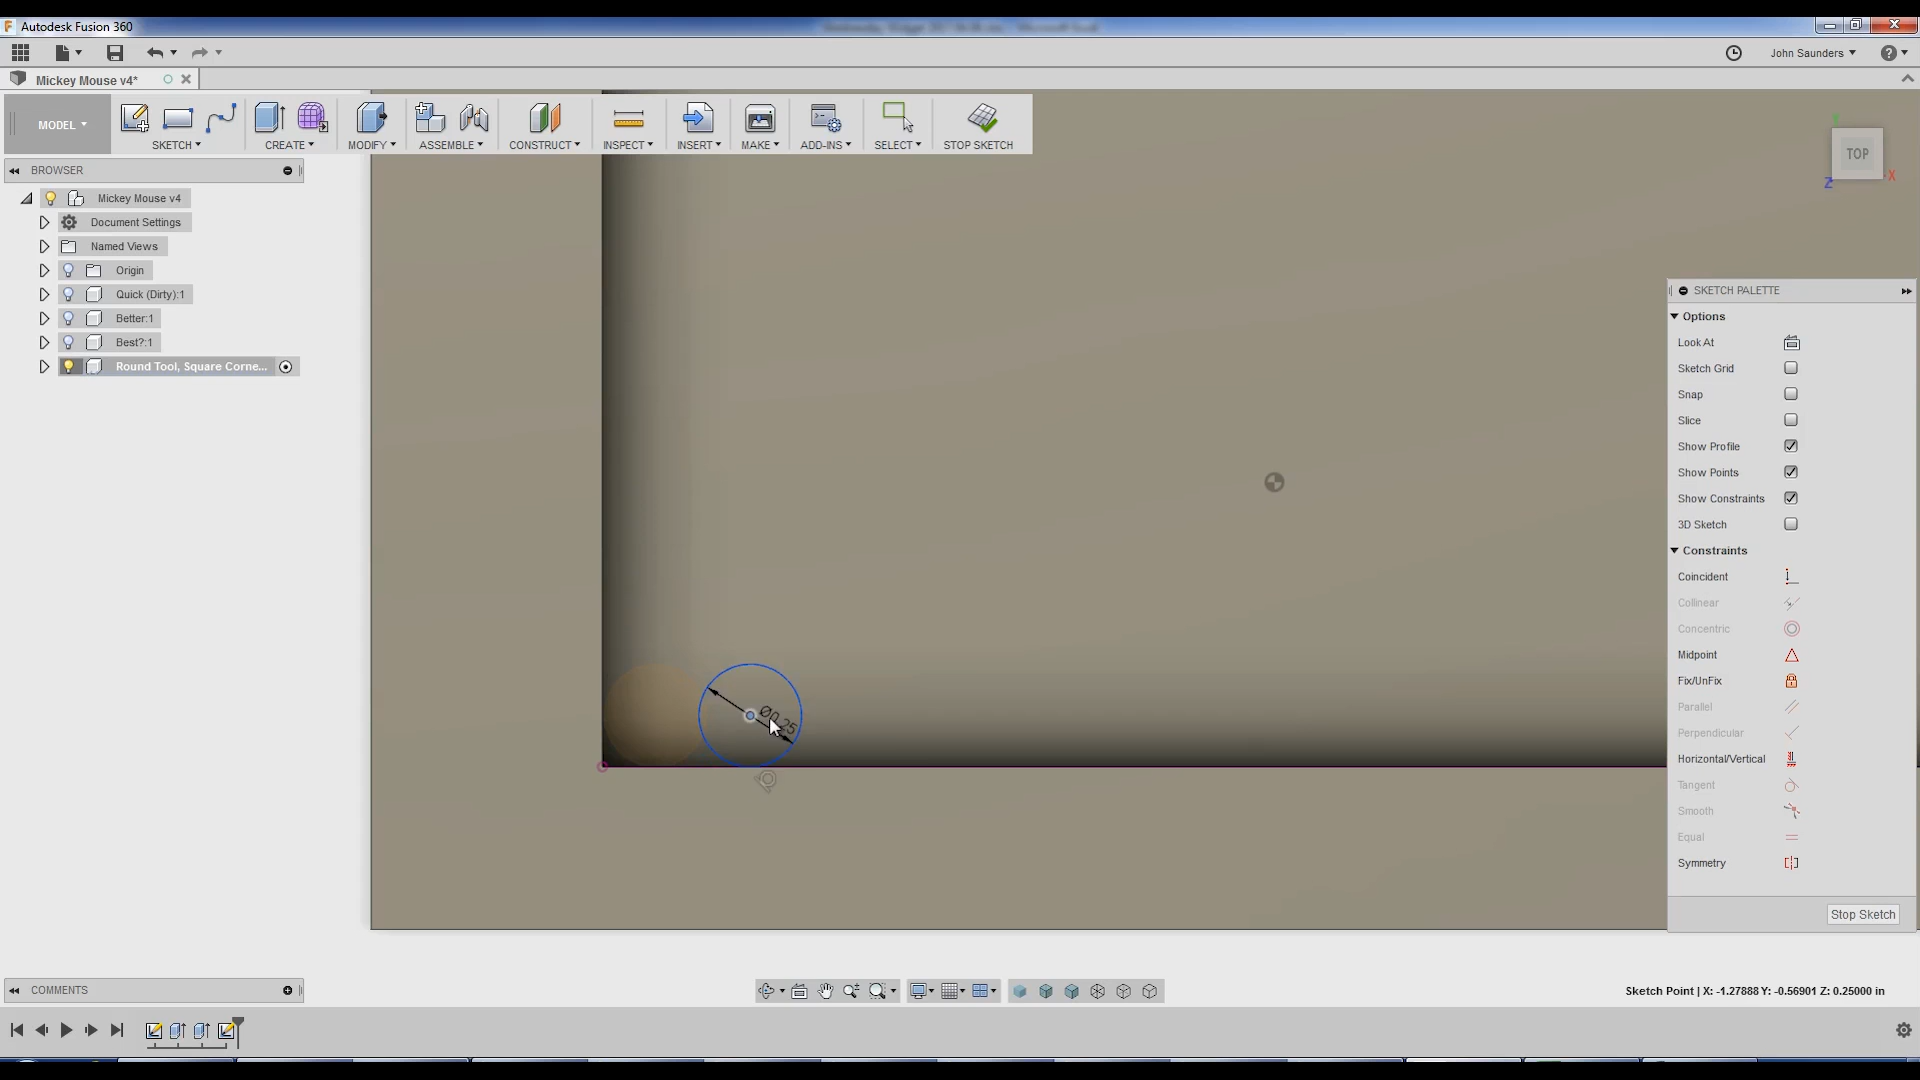 Autodesk Fusion 360
John Saunders
Mickey Mouse v4*
MODEL
SKETCH
CREATE
MODIFY
ASSEMBLE
CONSTRUCT
INSPECT
INSERT
MAKE
ADD-INS
SELECT
STOP SKETCH
Y
TOP
X
Z
BROWSER
Mickey Mouse v4
Document Settings
Named Views
Origin
Quick (Dirty):1
Better:1
Best?:1
Round Tool, Square Corne...
SKETCH PALETTE
Options
Look At
Sketch Grid
Snap
Slice
Show Profile
Show Points
Show Constraints
3D Sketch
Constraints
Coincident
Collinear
Concentric
Midpoint
Fix/UnFix
Parallel
Perpendicular
Horizontal/Vertical
Tangent
Smooth
Equal
Symmetry
Stop Sketch
Ø0.25
COMMENTS
Sketch Point | X: -1.27888 Y: -0.56901 Z: 0.25000 in